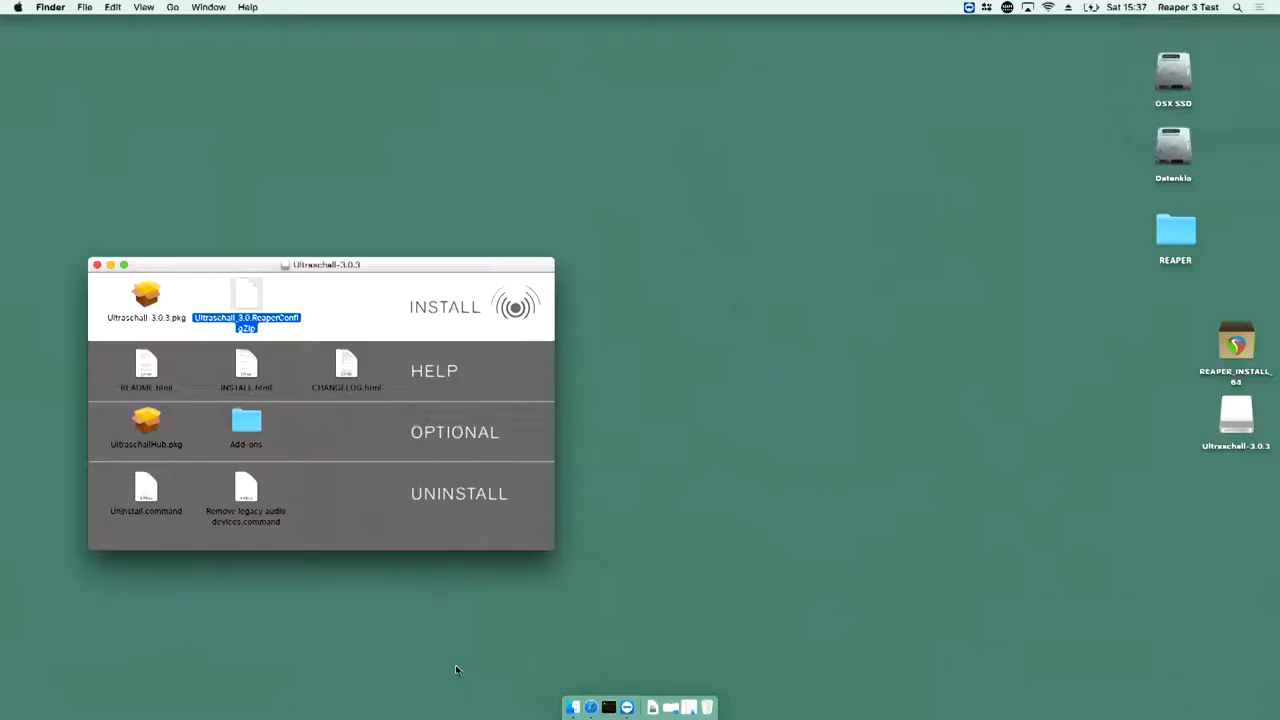 Finder File Edit View Go Window Help
Sat 15:37 Reaper 3 Test
OSX SSD
Datenklo
REAPER
REAPER_INSTALL_
64
Ultraschall-3.0.3
Ultraschall-3.0.3
Ultraschall-3.0.3.pkg
Ultraschall_3.0.ReaperConfi
gZip
INSTALL
README.html
INSTALL.html
CHANGELOG.html
HELP
UltraschallHub.pkg
Add-ons
OPTIONAL
Uninstall.command
Remove legacy audio
devices.command
UNINSTALL